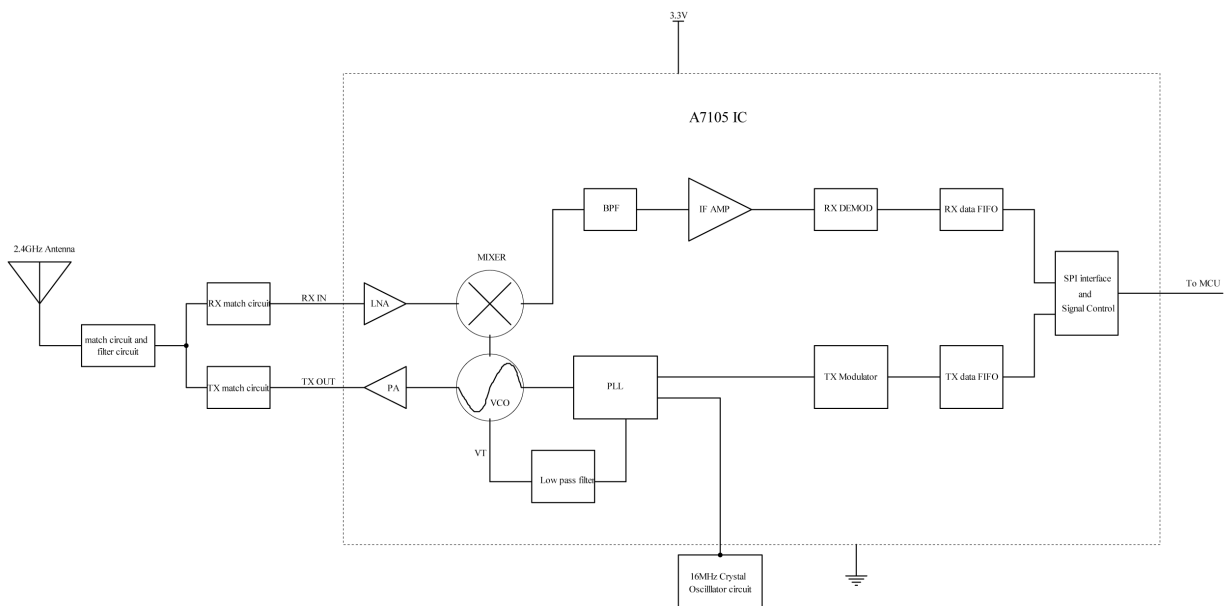 3.3V
A7105 IC
BPF
IF AMP
RX DEMOD
RX data FIFO
2.4GHz Antenna
MIXER
SPI interface
and
Signal Control
To MCU
RX match circuit
RX IN
LNA
match circuit and
filter circuit
TX match circuit
TX OUT
PA
VCO
PLL
TX Modulator
TX data FIFO
VT
Low pass filter
16MHz Crystal
Oscilllator circuit